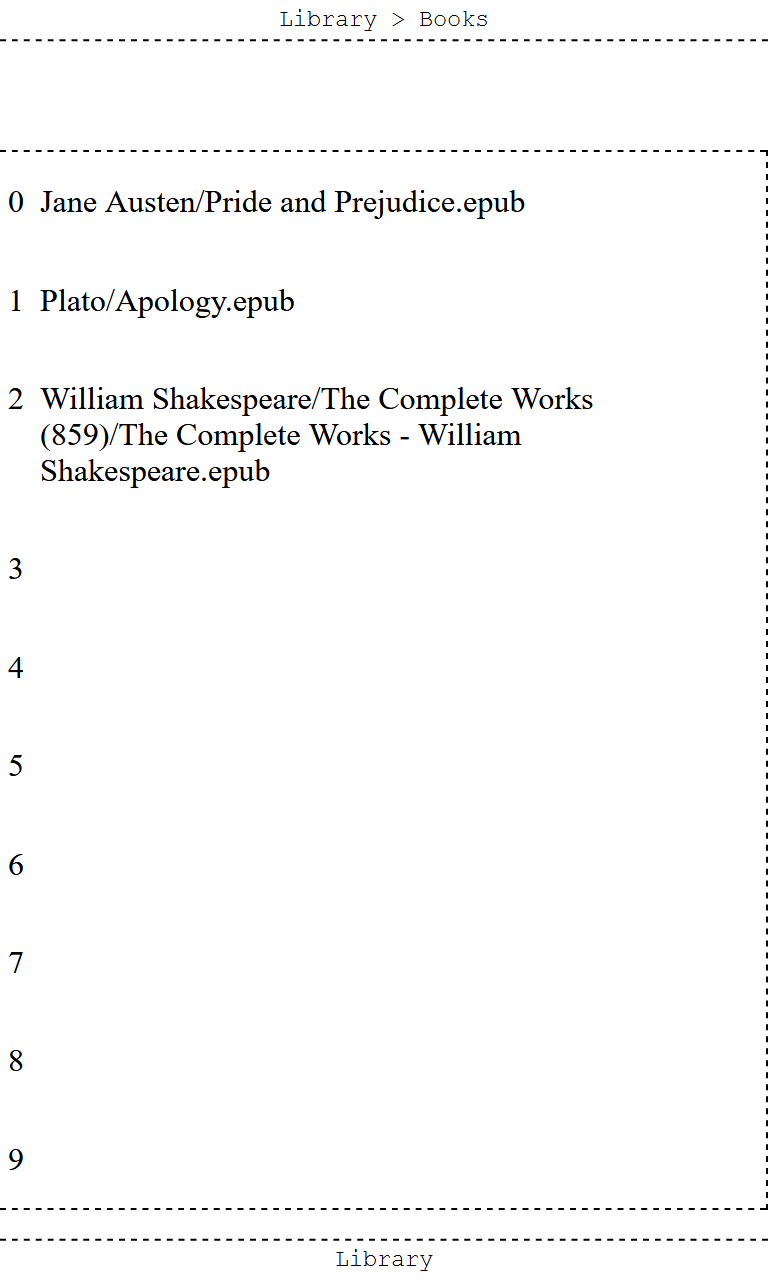 Library > Books
0 Jane Austen/Pride and Prejudice.epub
1 Plato/Apology.epub
2 William Shakespeare/The Complete Works
(859)/The Complete Works - William
Shakespeare.epub
3
4
5
6
7
8
9
Library